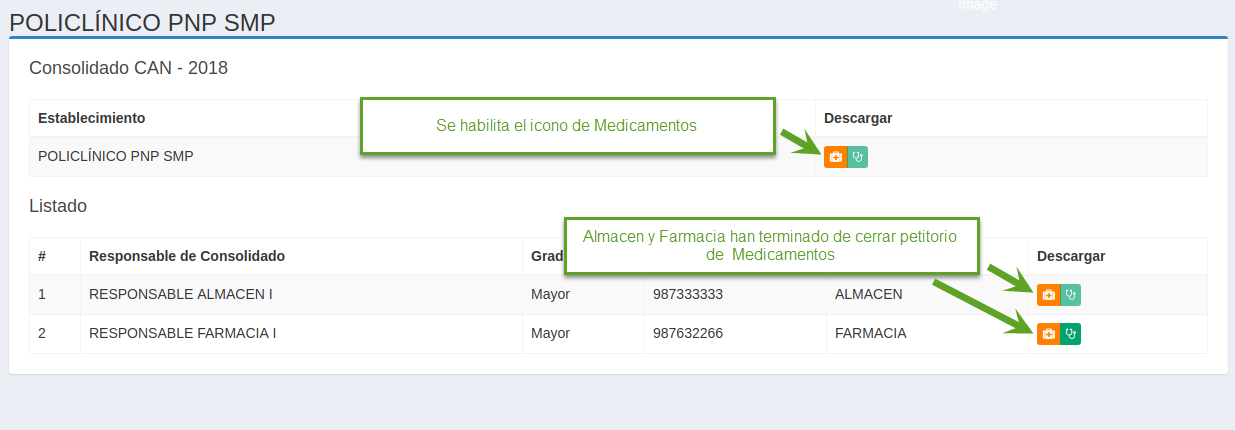 Image
POLICLÍNICO PNP SMP
Consolidado CAN - 2018
Establecimiento Se habilita el icono de Medicamentos Descargar
POLICLÍNICO PNP SMP
Listado
# Responsable de Consolidado Grad Descargar
Almacen y Farmacia han terminado de cerrar petitorio
de Medicamentos
1 RESPONSABLE ALMACEN I Mayor 987333333 ALMACEN
2 RESPONSABLE FARMACIA I Mayor 987632266 FARMACIA